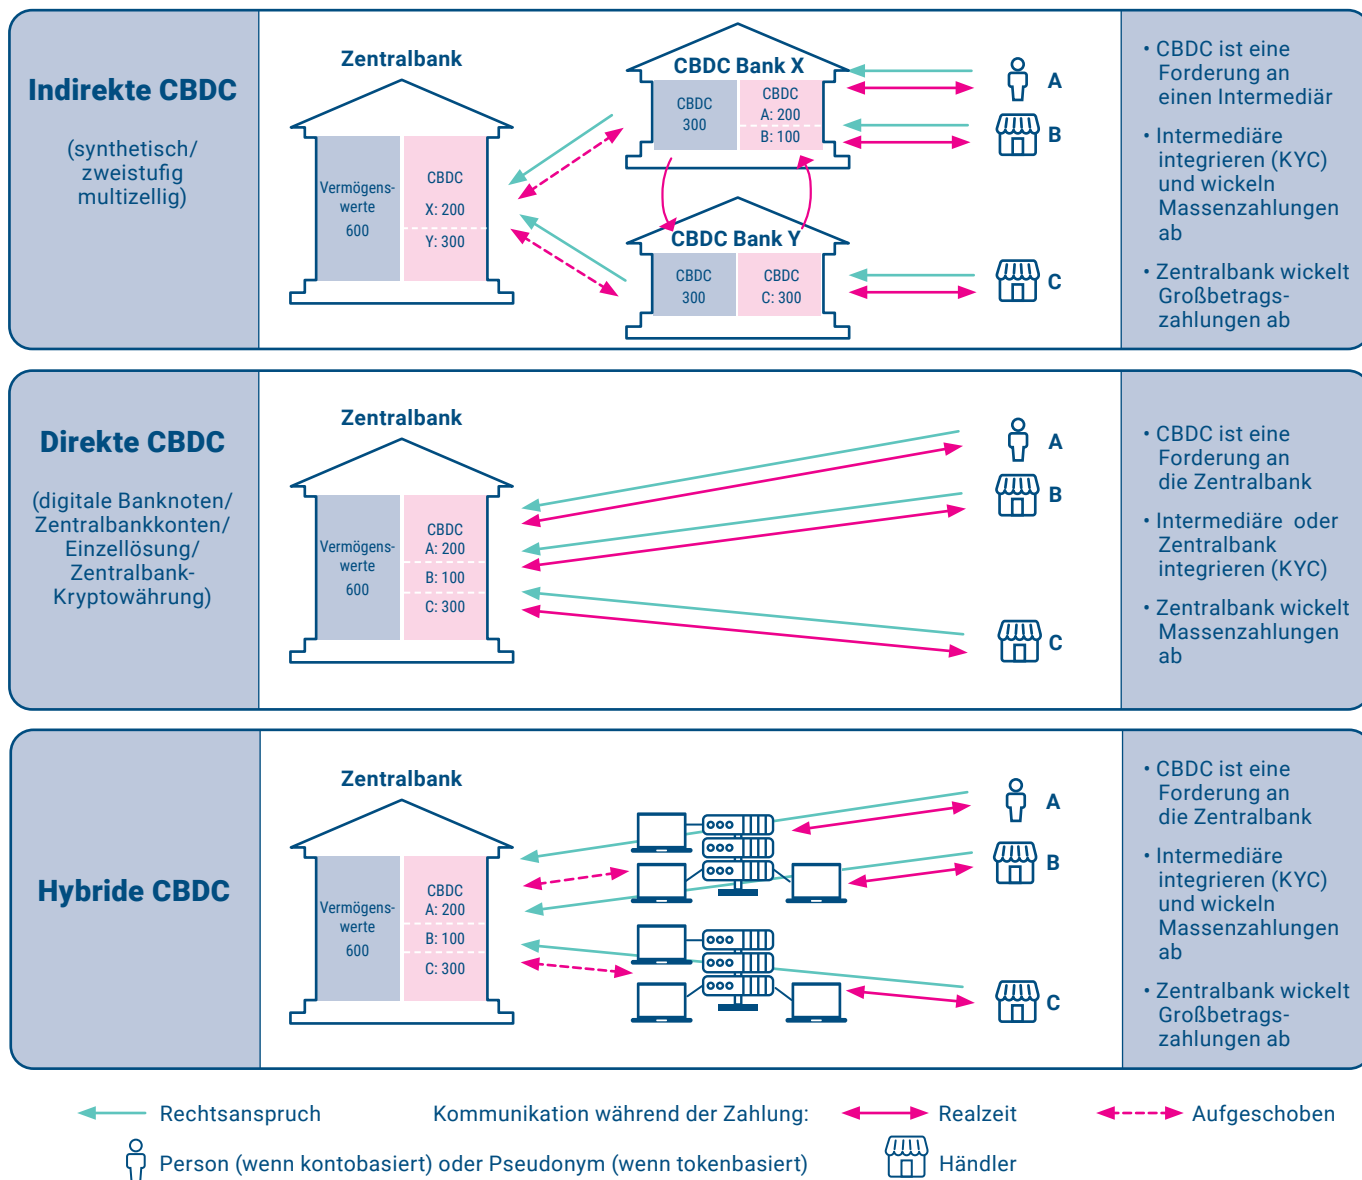 Indirekte CBDC
(synthetisch/
zweistufig
multizellig)
Zentralbank
Vermögens-
werte
600
CBDC
X: 200
Y: 300
CBDC Bank X
CBDC
300
CBDC
A: 200
B: 100
CBDC Bank Y
CBDC
300
CBDC
C: 300
A
B
C
• CBDC ist eine
Forderung an
einen Intermediär
• Intermediäre
integrieren (KYC)
und wickeln
Massenzahlungen
ab
• Zentralbank wickelt
Großbetrags-
zahlungen ab
Direkte CBDC
(digitale Banknoten/
Zentralbankkonten/
Einzellösung/
Zentralbank-
Kryptowährung)
Zentralbank
Vermögens-
werte
600
CBDC
A: 200
B: 100
C: 300
A
B
C
• CBDC ist eine
Forderung an
die Zentralbank
• Intermediäre oder
Zentralbank
integrieren (KYC)
• Zentralbank wickelt
Massenzahlungen
ab
Hybride CBDC
Zentralbank
Vermögens-
werte
600
CBDC
A: 200
B: 100
C: 300
A
B
C
• CBDC ist eine
Forderung an
die Zentralbank
• Intermediäre
integrieren (KYC)
und wickeln
Massenzahlungen
ab
• Zentralbank wickelt
Großbetrags-
zahlungen ab
Rechtsanspruch
Kommunikation während der Zahlung:
Realzeit
Aufgeschoben
Person (wenn kontobasiert) oder Pseudonym (wenn tokenbasiert)
Händler